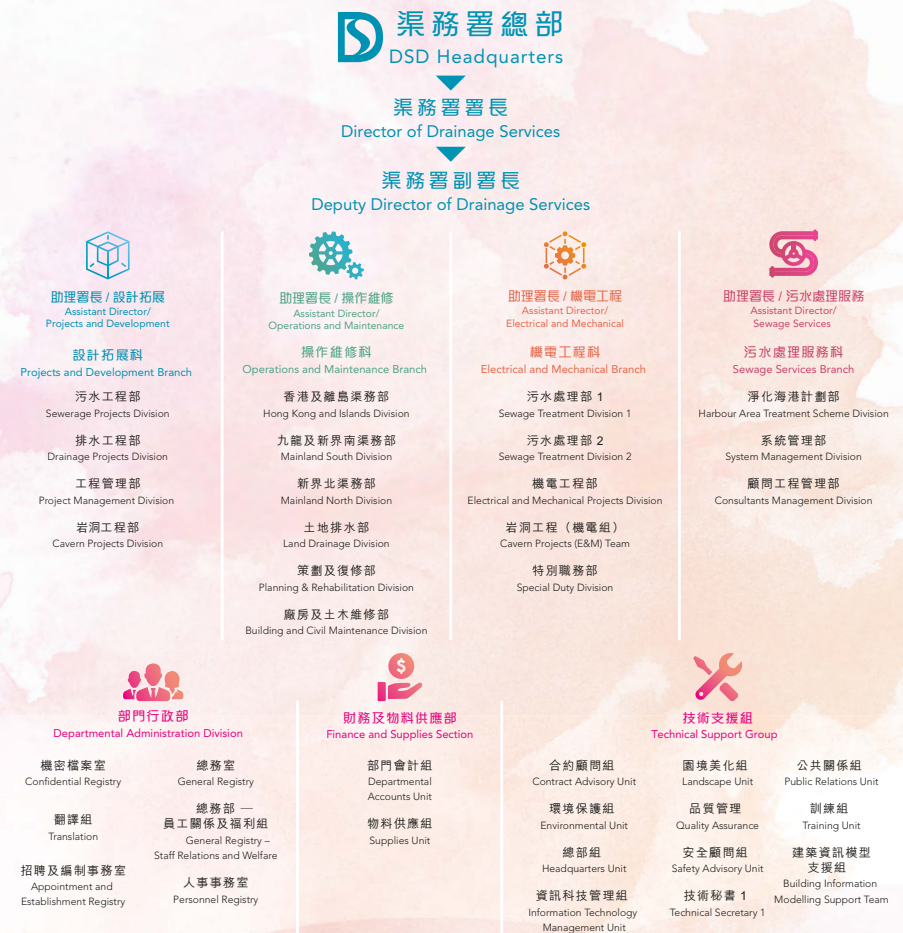 渠務署總部
DSD Headquarters
渠務署署長
Director of Drainage Services
渠務署副署長
Deputy Director of Drainage Services
助理署長 / 設計拓展
Assistant Director/
Projects and Development
設計拓展科
Projects and Development Branch
污水工程部
Sewerage Projects Division
排水工程部
Drainage Projects Division
工程管理部
Project Management Division
岩洞工程部
Cavern Projects Division
助理署長 / 操作維修
Assistant Director/
Operations and Maintenance
操作維修科
Operations and Maintenance Branch
香港及離島渠務部
Hong Kong and Islands Division
九龍及新界南渠務部
Mainland South Division
新界北渠務部
Mainland North Division
土地排水部
Land Drainage Division
策劃及復修部
Planning & Rehabilitation Division
廠房及土木維修部
Building and Civil Maintenance Division
助理署長 / 機電工程
Assistant Director/
Electrical and Mechanical
機電工程科
Electrical and Mechanical Branch
污水處理部 1
Sewage Treatment Division 1
污水處理部 2
Sewage Treatment Division 2
機電工程部
Electrical and Mechanical Projects Division
岩洞工程（機電組）
Cavern Projects (E&M) Team
特別職務部
Special Duty Division
助理署長 / 污水處理服務
Assistant Director/
Sewage Services
污水處理服務科
Sewage Services Branch
淨化海港計劃部
Harbour Area Treatment Scheme Division
系統管理部
System Management Division
顧問工程管理部
Consultants Management Division
部門行政部
Departmental Administration Division
機密檔案室
Confidential Registry
翻譯組
Translation
招聘及編制事務室
Appointment and
Establishment Registry
總務室
General Registry
總務部 —
員工關係及福利組
General Registry –
Staff Relations and Welfare
人事事務室
Personnel Registry
財務及物料供應部
Finance and Supplies Section
部門會計組
Departmental
Accounts Unit
物料供應組
Supplies Unit
技術支援組
Technical Support Group
合約顧問組
Contract Advisory Unit
環境保護組
Environmental Unit
總部組
Headquarters Unit
資訊科技管理組
Information Technology
Management Unit
園境美化組
Landscape Unit
品質管理
Quality Assurance
安全顧問組
Safety Advisory Unit
技術秘書 1
Technical Secretary 1
公共關係組
Public Relations Unit
訓練組
Training Unit
建築資訊模型
支援組
Building Information
Modelling Support Team